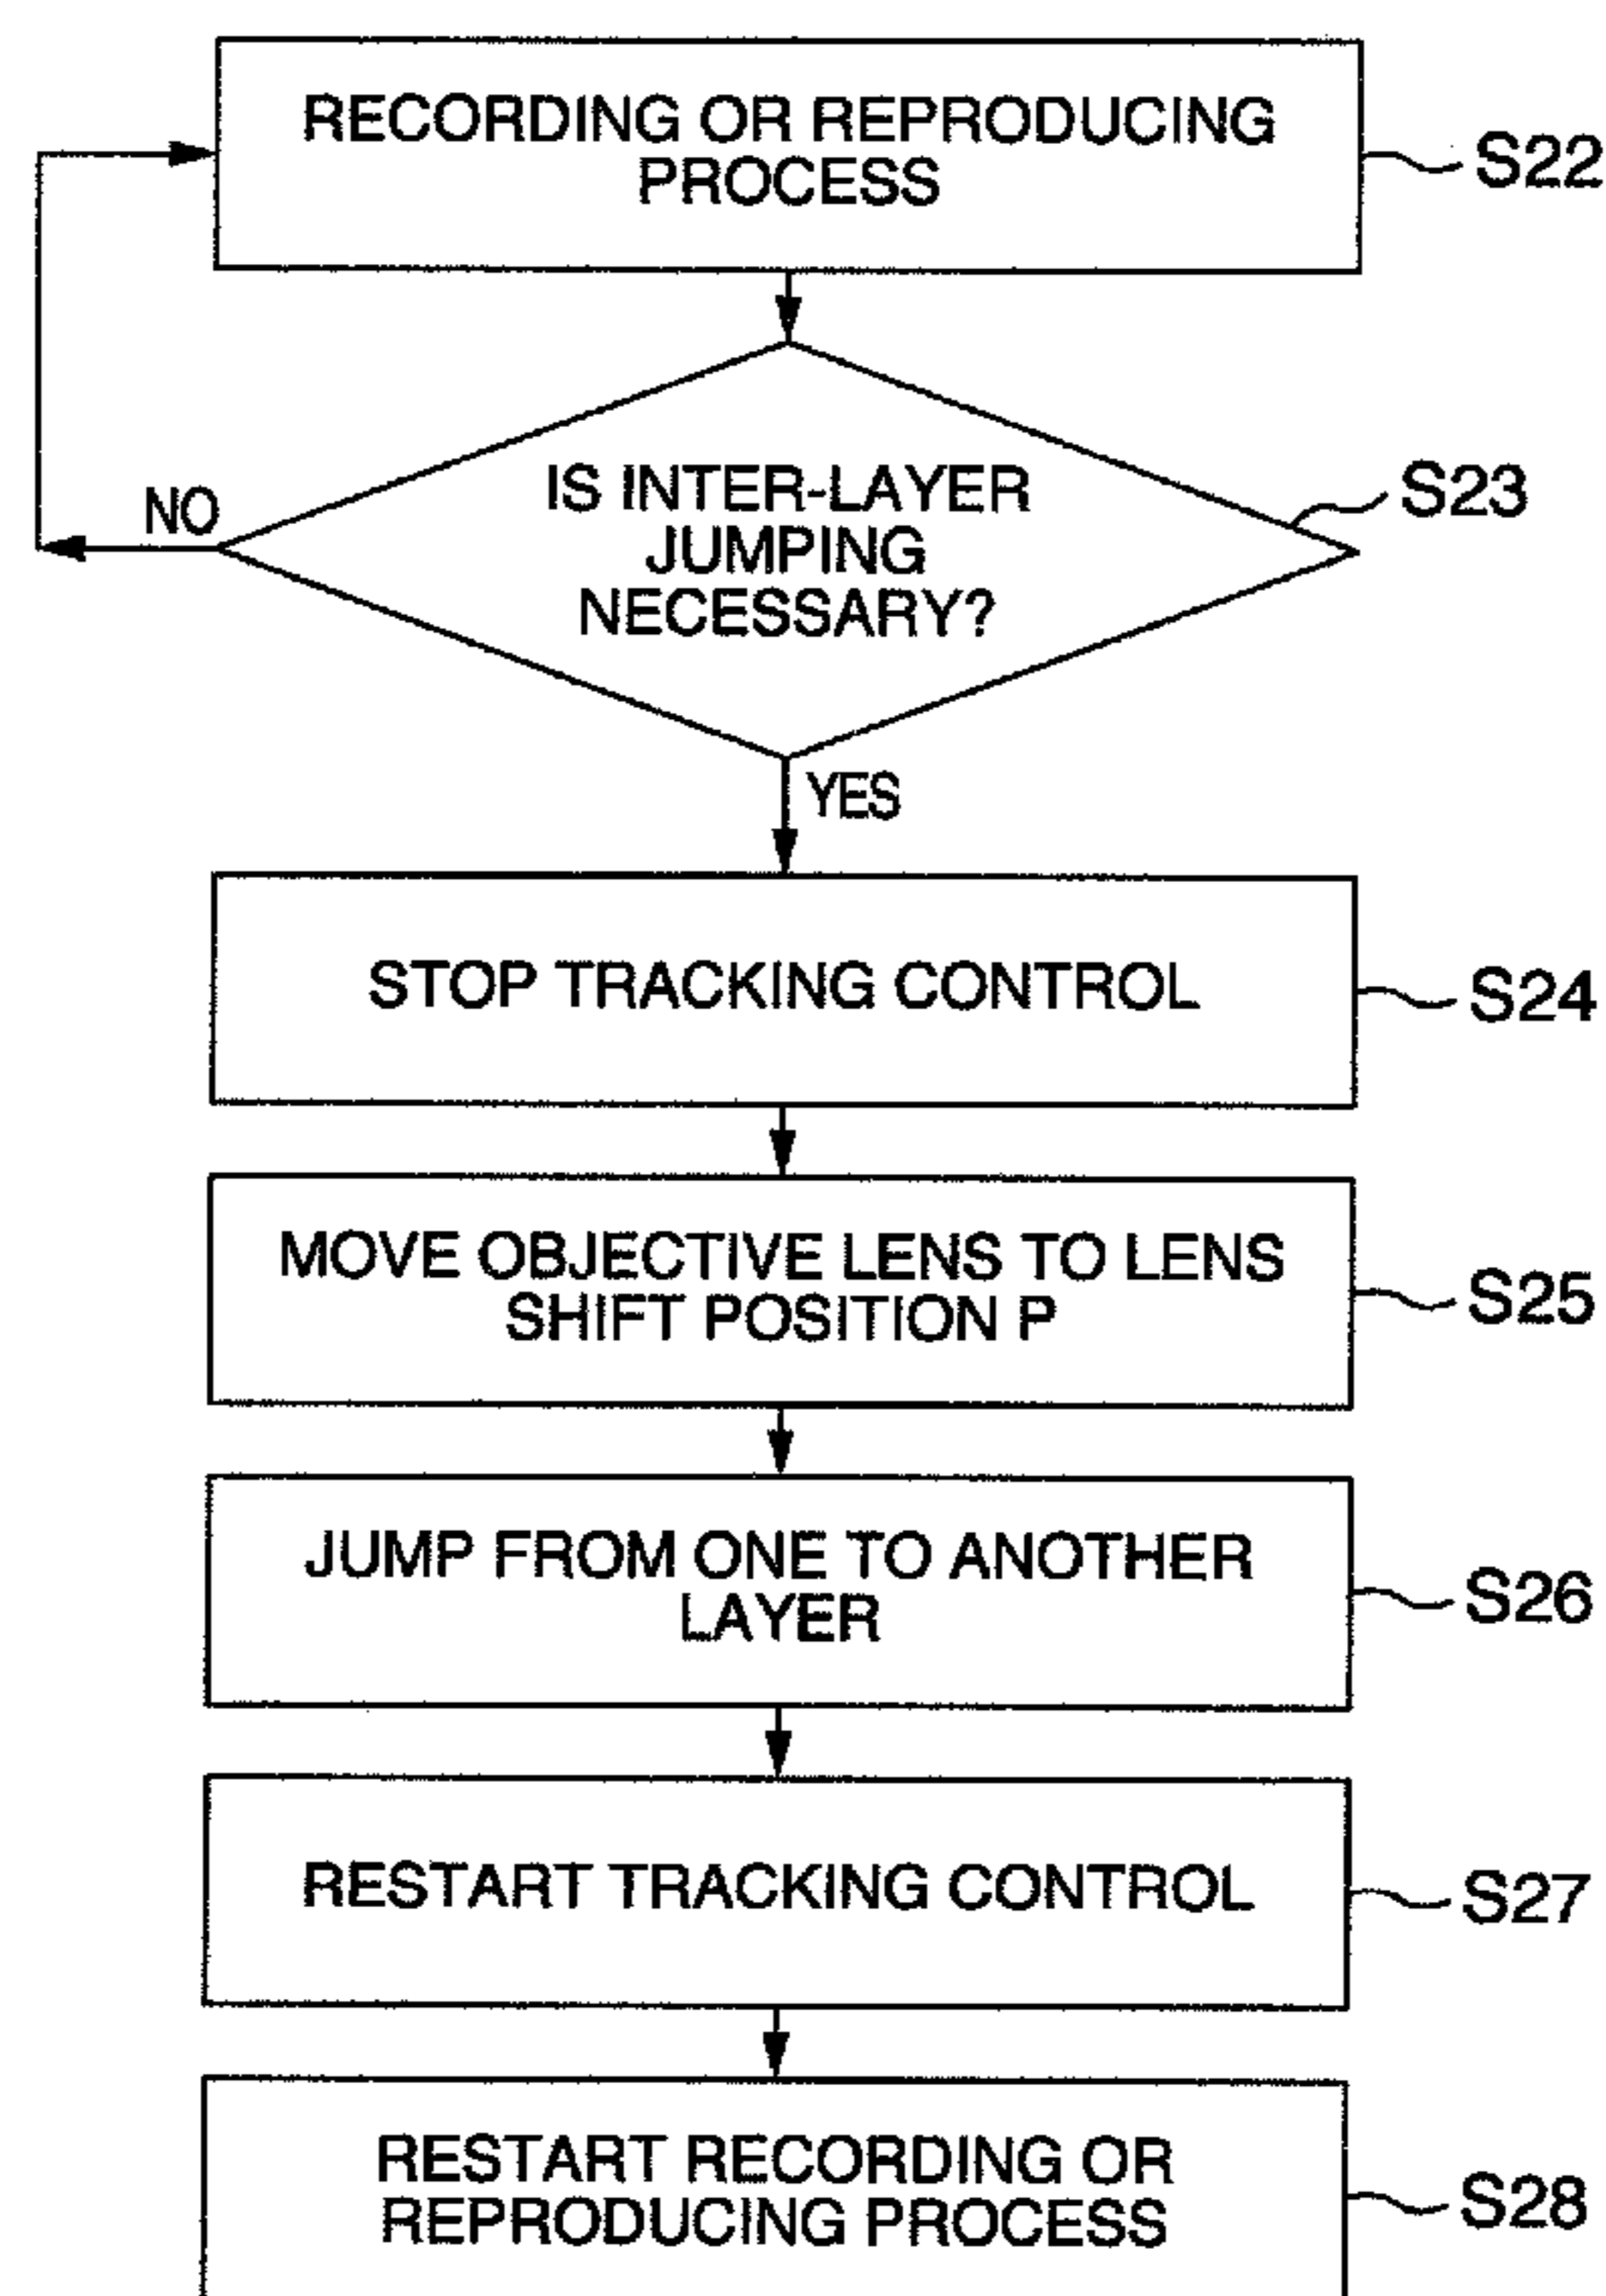 RECORDING OR REPRODUCING
PROCESS
S22
IS INTER-LAYER
JUMPING
NECESSARY?
S23
NO
YES
STOP TRACKING CONTROL
S24
MOVE OBJECTIVE LENS TO LENS
SHIFT POSITION P
S25
JUMP FROM ONE TO ANOTHER
LAYER
S26
RESTART TRACKING CONTROL
S27
RESTART RECORDING OR
REPRODUCING PROCESS
S28